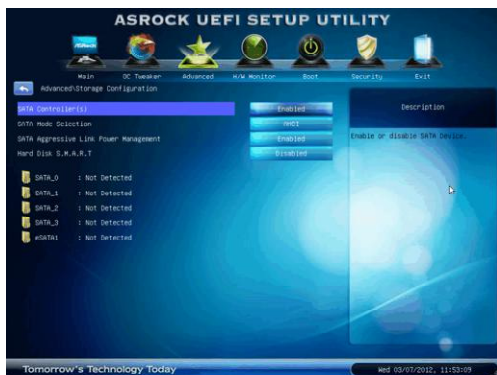 ASROCK UEFI SETUP UTILITY
Main OC Tweaker Advanced H/W Monitor Boot Security Exit
Advanced\Storage Configuration
SATA Controller(s) Enabled
SATA Mode Selection AHCI
SATA Aggressive Link Power Management Enabled
Hard Disk S.M.A.R.T Disabled
SATA_0 : Not Detected
SATA_1 : Not Detected
SATA_2 : Not Detected
SATA_3 : Not Detected
eSATA1 : Not Detected
Description
Enable or disable SATA Device.
Tomorrow's Technology Today
Wed 03/07/2012, 11:53:09